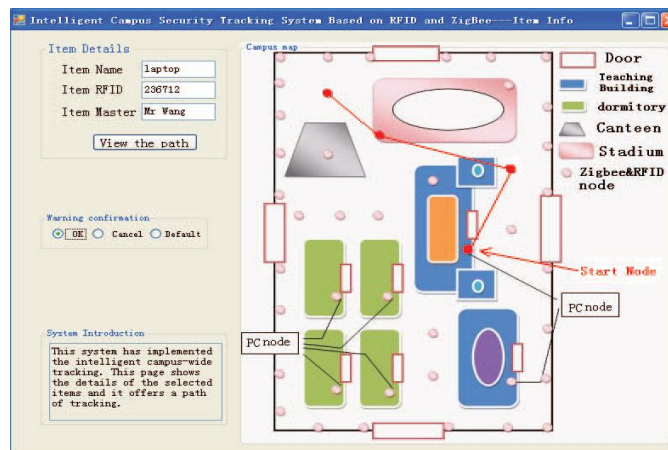 Intelligent Campus Security Tracking System Based on RFID and ZigBee---Item Info
Item Details
Item Name laptop
Item RFID 236712
Item Master Mr Wang
View the path
Warning confirmation
OK Cancel Default
System Introduction
This system has implemented
the intelligent campus-wide
tracking. This page shows
the details of the selected
items and it offers a path
of tracking.
Campus map
Door
Teaching
Building
dormitory
Canteen
Stadium
Zigbee&RFID
node
Start Node
PC node
PC node